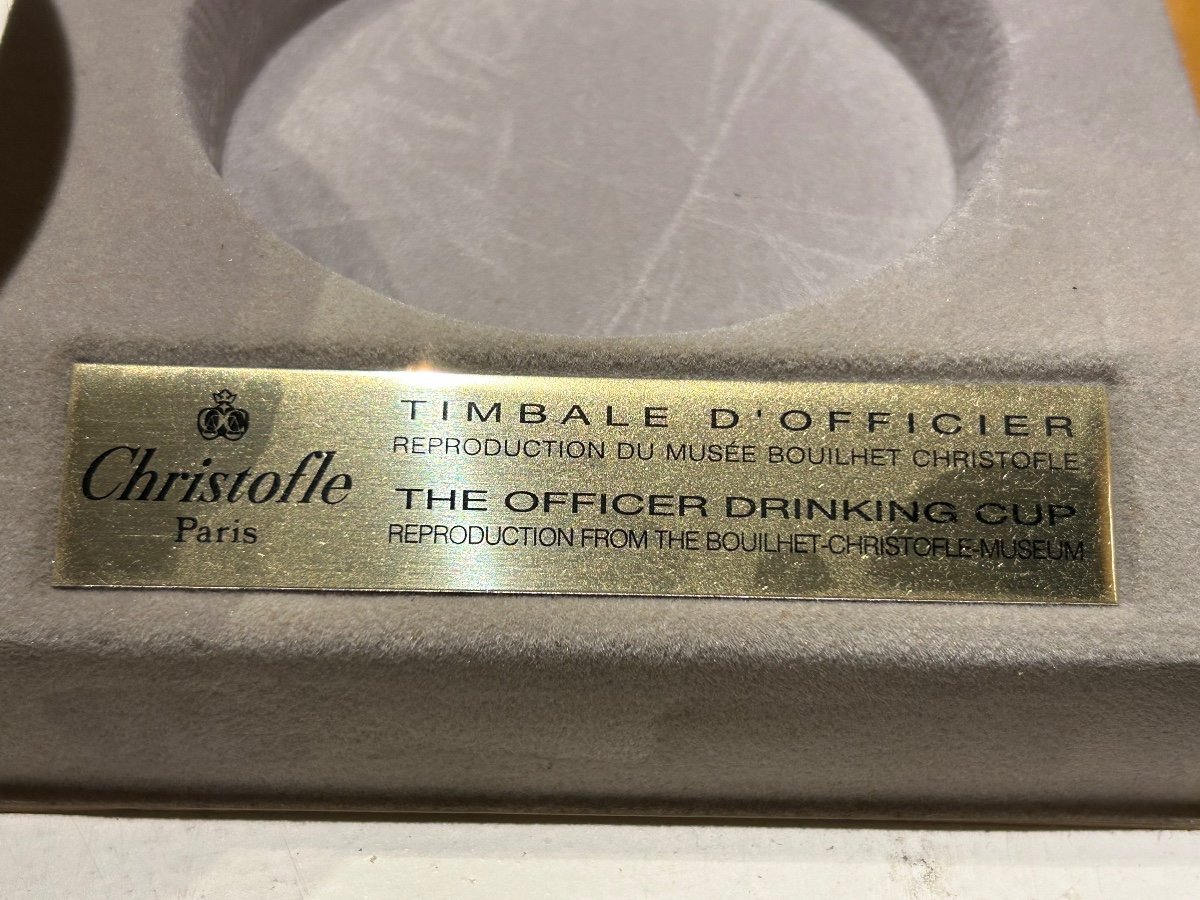 Christofle
Paris
TIMBALE D'OFFICIER
REPRODUCTION DU MUSÉE BOUILHET CHRISTOFLE
THE OFFICER DRINKING CUP
REPRODUCTION FROM THE BOUILHET-CHRISTOFLE-MUSEUM